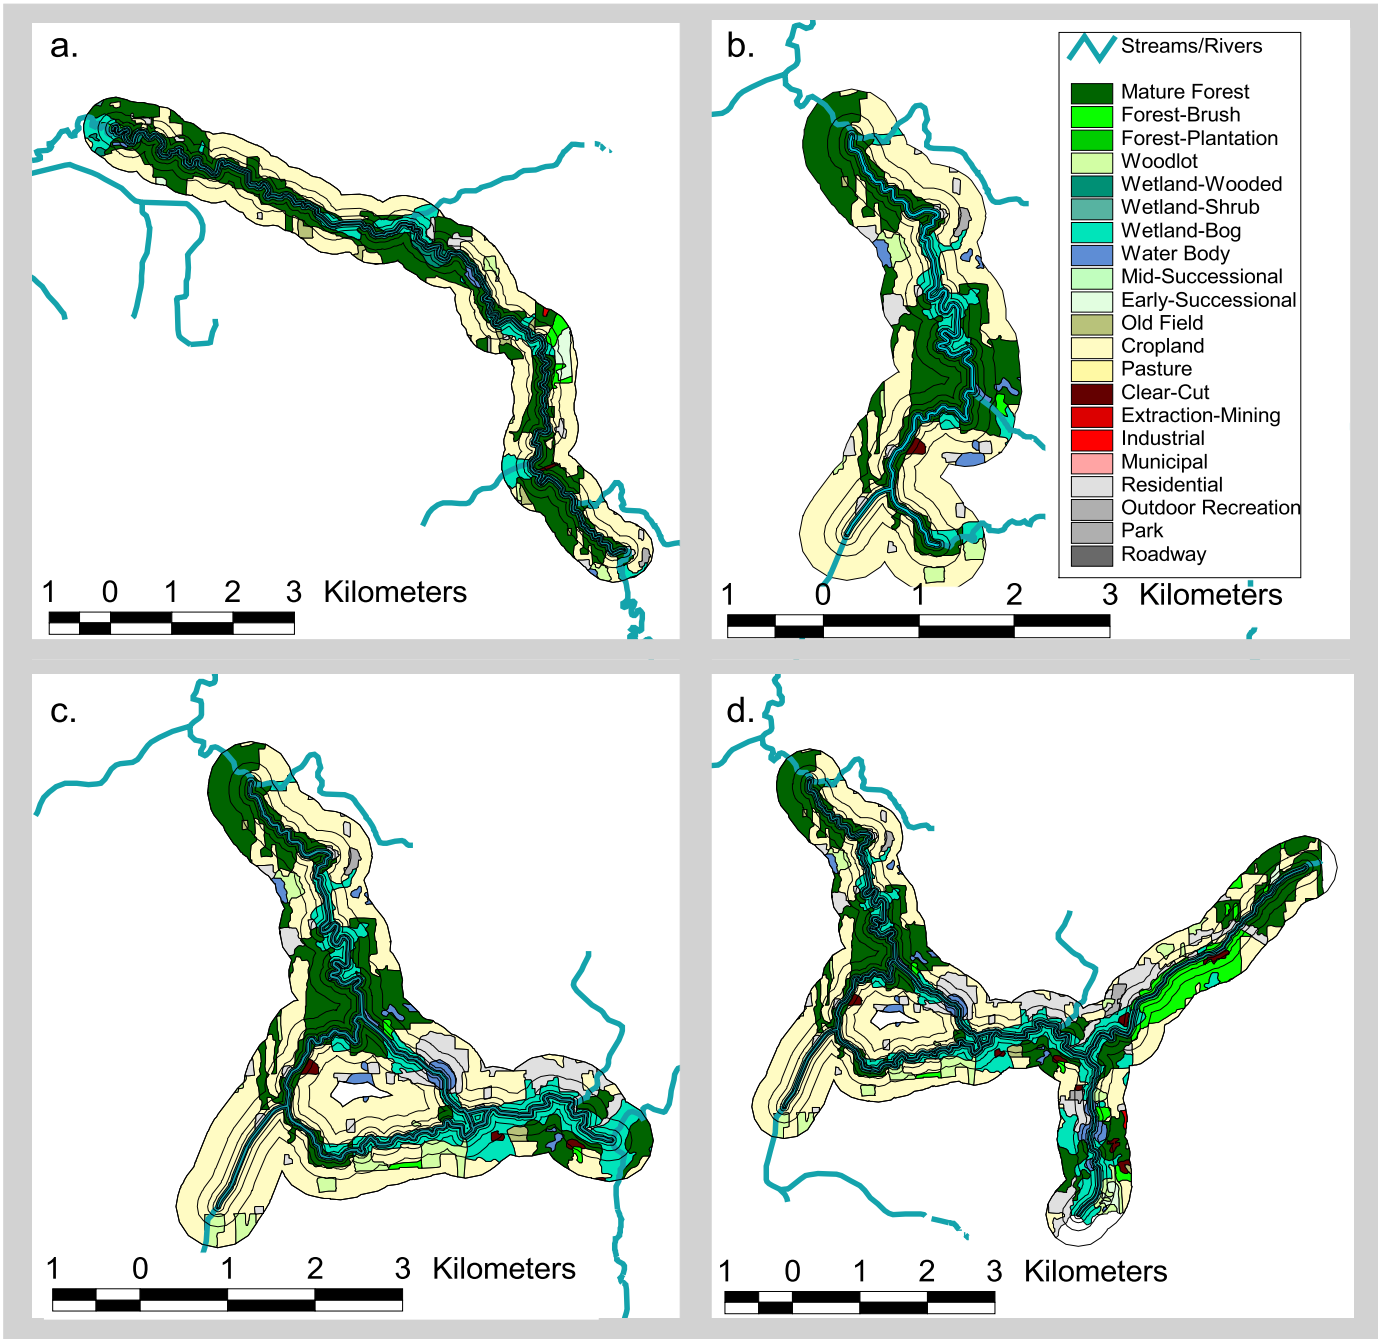 a.
b.
Streams/Rivers
Mature Forest
Forest-Brush
Forest-Plantation
Woodlot
Wetland-Wooded
Wetland-Shrub
Wetland-Bog
Water Body
Mid-Successional
Early-Successional
Old Field
Cropland
Pasture
Clear-Cut
Extraction-Mining
Industrial
Municipal
Residential
Outdoor Recreation
Park
Roadway
1 0 1 2 3 Kilometers
1 0 1 2 3 Kilometers
c.
d.
1 0 1 2 3 Kilometers
1 0 1 2 3 Kilometers